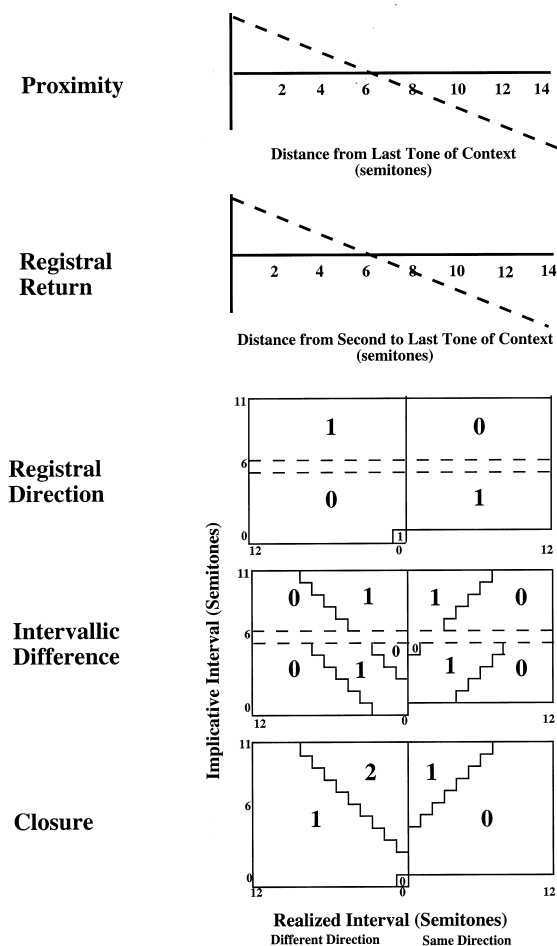 Proximity
2 4 6 8 10 12 14
Distance from Last Tone of Context
(semitones)
Registral
Return
2 4 6 8 10 12 14
Distance from Second to Last Tone of Context
(semitones)
Registral
Direction
11
1 0
6
0 1
0 1
12 0 12
Intervallic
Difference
11
0 1 1 0
6
0 0
0 1 1 0
0
12 0 12
Closure
11
2 1
6
1 0
0 0
12 0 12
Implicative Interval (Semitones)
Realized Interval (Semitones)
Different Direction Same Direction